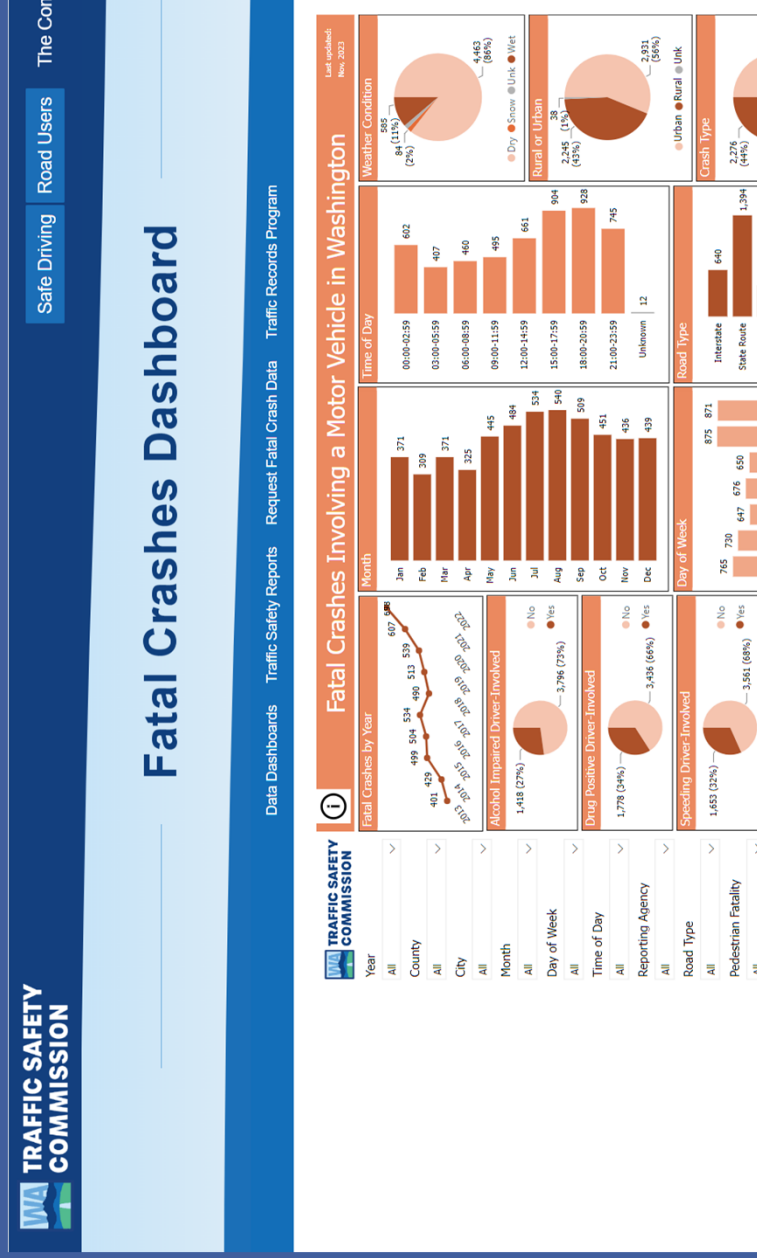 WA TRAFFIC SAFETY
COMMISSION
Safe Driving
Road Users
The Con
Fatal Crashes Dashboard
Data Dashboards
Traffic Safety Reports
Request Fatal Crash Data
Traffic Records Program
WA TRAFFIC SAFETY
COMMISSION
Year
All
County
All
City
All
Month
All
Day of Week
All
Time of Day
All
Reporting Agency
All
Road Type
All
Pedestrian Fatality
All
i
Fatal Crashes Involving a Motor Vehicle in Washington
Last updated:
Nov, 2023
Fatal Crashes by Year
401
429
499
504
534
490
513
539
607
2013
2014
2015
2016
2017
2018
2019
2020
2021
2022
Alcohol Impaired Driver-Involved
1,418 (27%)
3,796 (73%)
No
Yes
Drug Positive Driver-Involved
1,778 (34%)
3,436 (66%)
No
Yes
Speeding Driver-Involved
1,653 (32%)
3,561 (68%)
No
Yes
Month
Jan 371
Feb 309
Mar 371
Apr 325
May 445
Jun 484
Jul 534
Aug 540
Sep 509
Oct 451
Nov 436
Dec 439
Day of Week
765
730
647
676
650
875
871
Time of Day
00:00-02:59 602
03:00-05:59 407
06:00-08:59 460
09:00-11:59 495
12:00-14:59 661
15:00-17:59 904
18:00-20:59 928
21:00-23:59 745
Unknown 12
Road Type
Interstate 640
State Route 1,394
Weather Condition
585
(11%)
84
(2%)
4,463
(86%)
Dry Snow Unk Wet
Rural or Urban
38
(1%)
2,245
(43%)
2,931
(56%)
Urban Rural Unk
Crash Type
2,276
(44%)